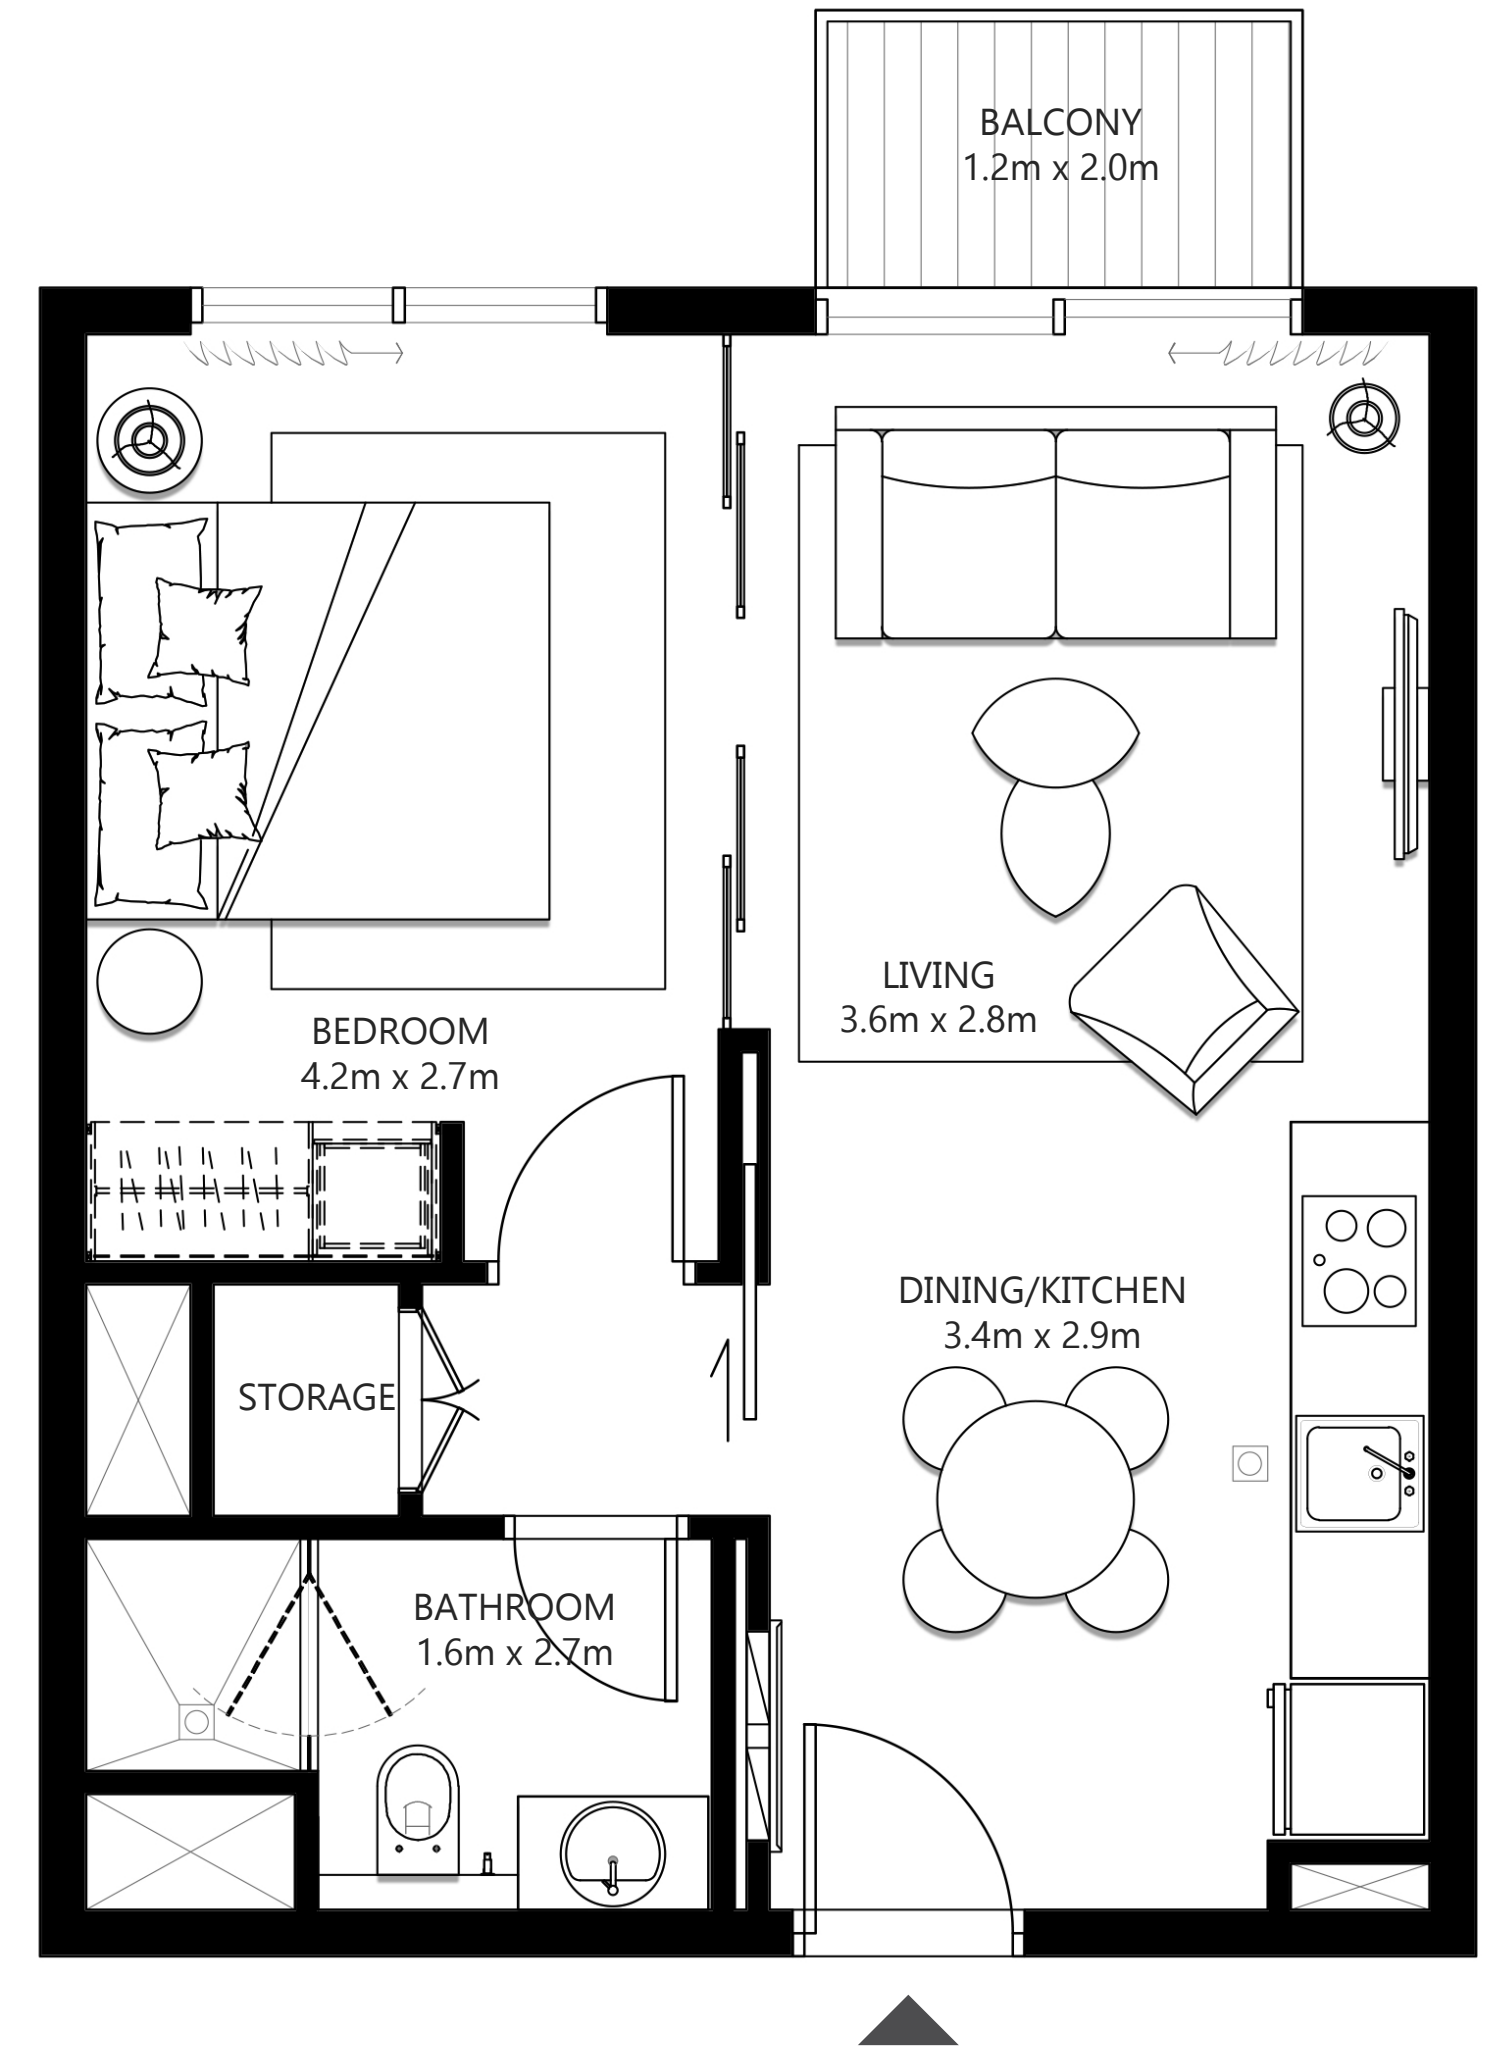 BALCONY
1.2m x 2.0m
LIVING
3.6m x 2.8m
BEDROOM
4.2m x 2.7m
DINING/KITCHEN
3.4m x 2.9m
STORAGE
BATHROOM
1.6m x 2.7m